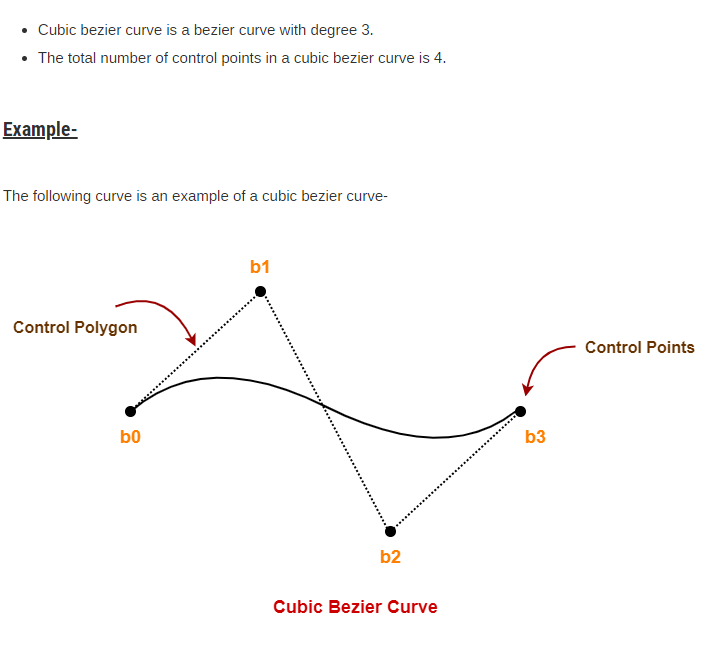 • Cubic bezier curve is a bezier curve with degree 3.
• The total number of control points in a cubic bezier curve is 4.
Example-
The following curve is an example of a cubic bezier curve-
b1
Control Polygon
Control Points
b0
b3
b2
Cubic Bezier Curve